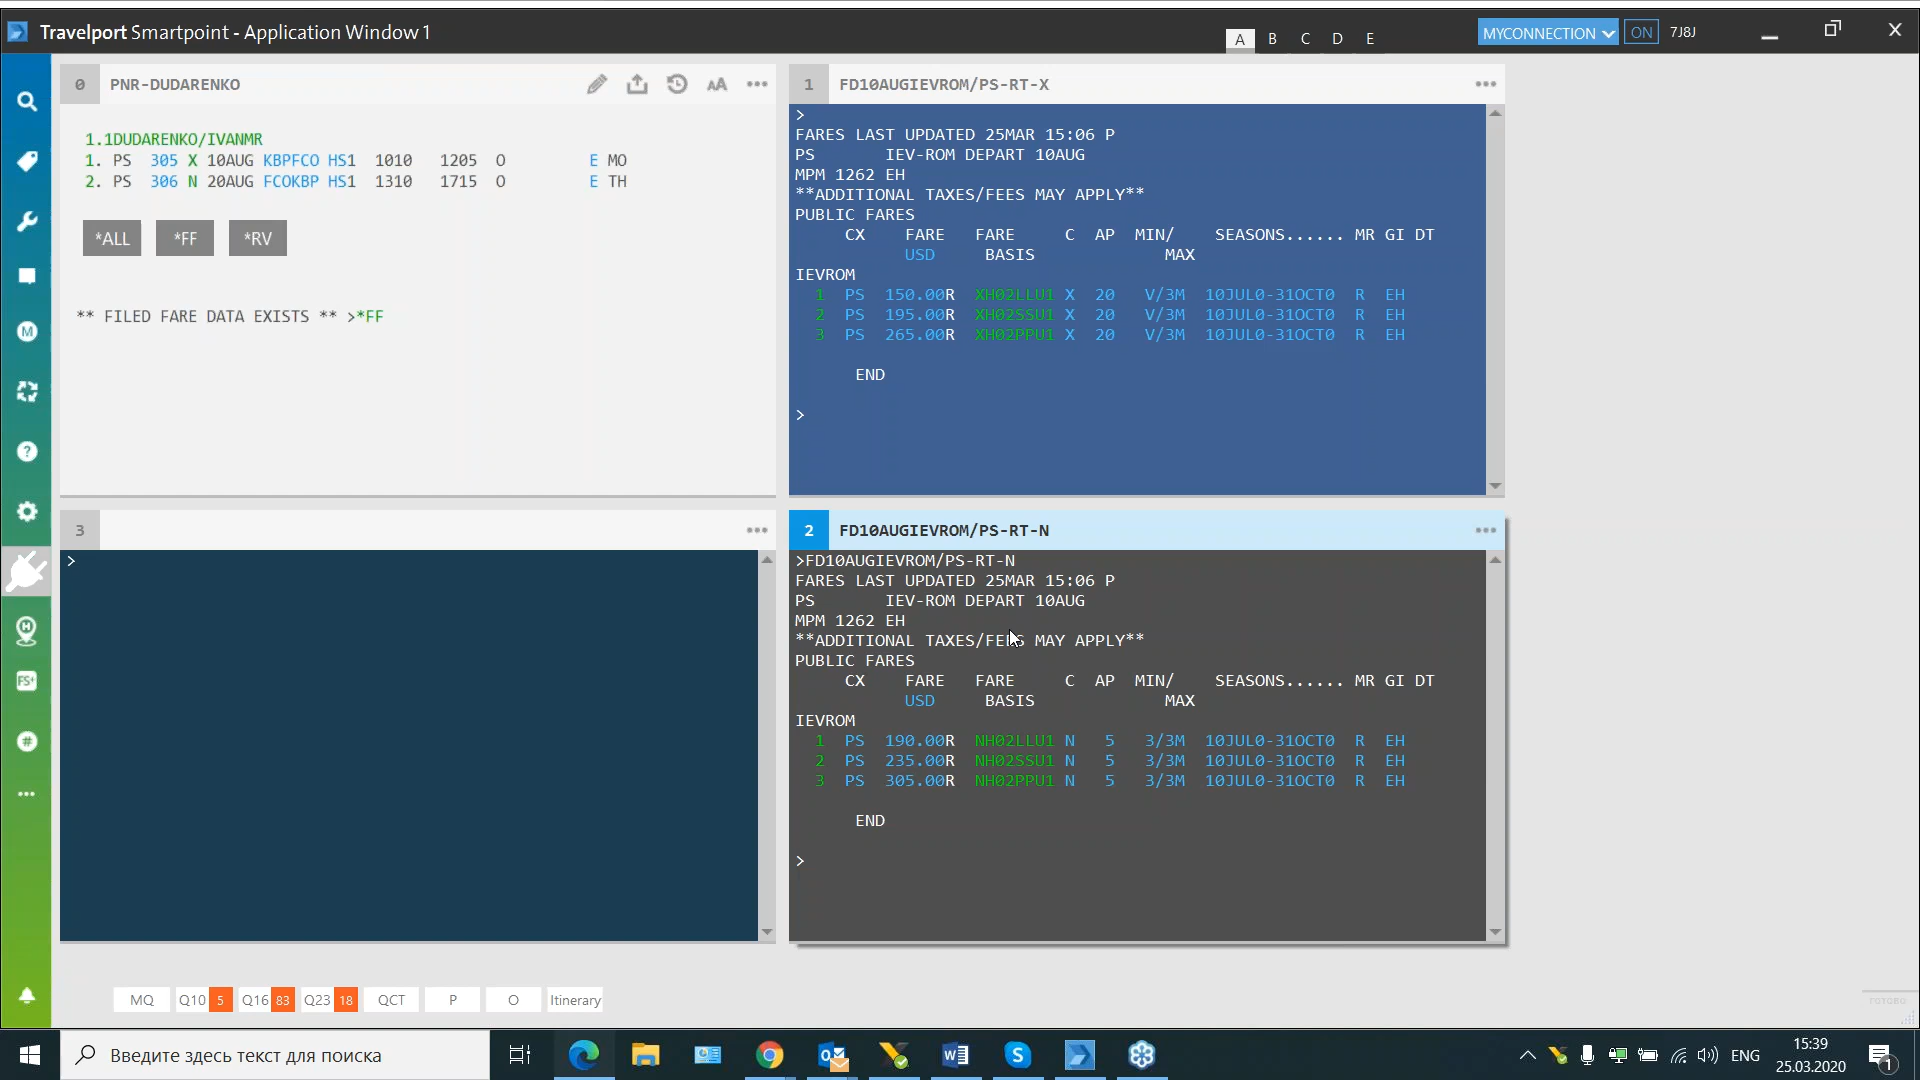 Travelport Smartpoint - Application Window 1
A B C D E
MYCONNECTION ON 7J8J
0 PNR-DUDARENKO AA
1.1DUDARENKO/IVANMR
1. PS 305 X 10AUG KBPFCO HS1 1010 1205 O E MO
2. PS 306 N 20AUG FCOKBP HS1 1310 1715 O E TH
*ALL *FF *RV
** FILED FARE DATA EXISTS ** >*FF
1 FD10AUGIEVROM/PS-RT-X
>
FARES LAST UPDATED 25MAR 15:06 P
PS IEV-ROM DEPART 10AUG
MPM 1262 EH
**ADDITIONAL TAXES/FEES MAY APPLY**
PUBLIC FARES
CX FARE FARE C AP MIN/ SEASONS...... MR GI DT
USD BASIS MAX
IEVROM
1 PS 150.00R XH02LLU1 X 20 V/3M 10JUL0-31OCT0 R EH
2 PS 195.00R XH02SSU1 X 20 V/3M 10JUL0-31OCT0 R EH
3 PS 265.00R XH02PPU1 X 20 V/3M 10JUL0-31OCT0 R EH
END
>
3
>
2 FD10AUGIEVROM/PS-RT-N
>FD10AUGIEVROM/PS-RT-N
FARES LAST UPDATED 25MAR 15:06 P
PS IEV-ROM DEPART 10AUG
MPM 1262 EH
**ADDITIONAL TAXES/FEES MAY APPLY**
PUBLIC FARES
CX FARE FARE C AP MIN/ SEASONS...... MR GI DT
USD BASIS MAX
IEVROM
1 PS 190.00R NH02LLU1 N 5 3/3M 10JUL0-31OCT0 R EH
2 PS 235.00R NH02SSU1 N 5 3/3M 10JUL0-31OCT0 R EH
3 PS 305.00R NH02PPU1 N 5 3/3M 10JUL0-31OCT0 R EH
END
>
M
?
H
FS+
#
MQ Q10 5 Q16 83 Q23 18 QCT P O Itinerary
готово
Введите здесь текст для поиска
ENG
15:39
25.03.2020
1